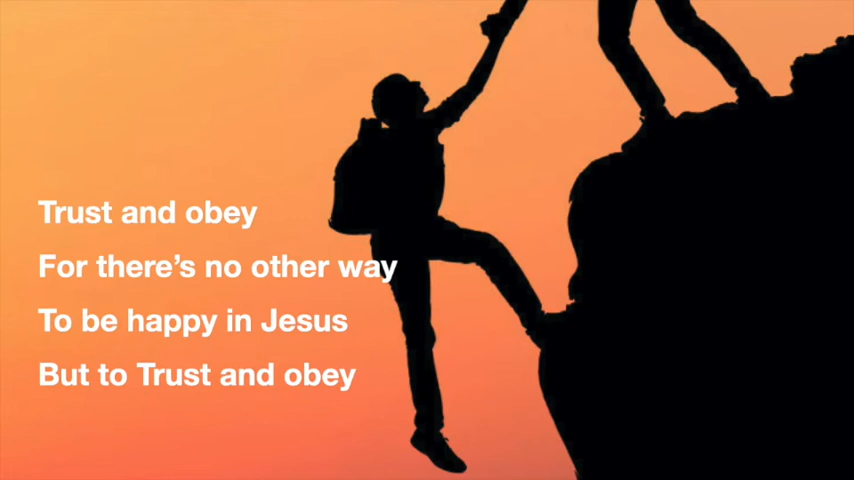 Trust and obey
For there’s no other way
To be happy in Jesus
But to Trust and obey